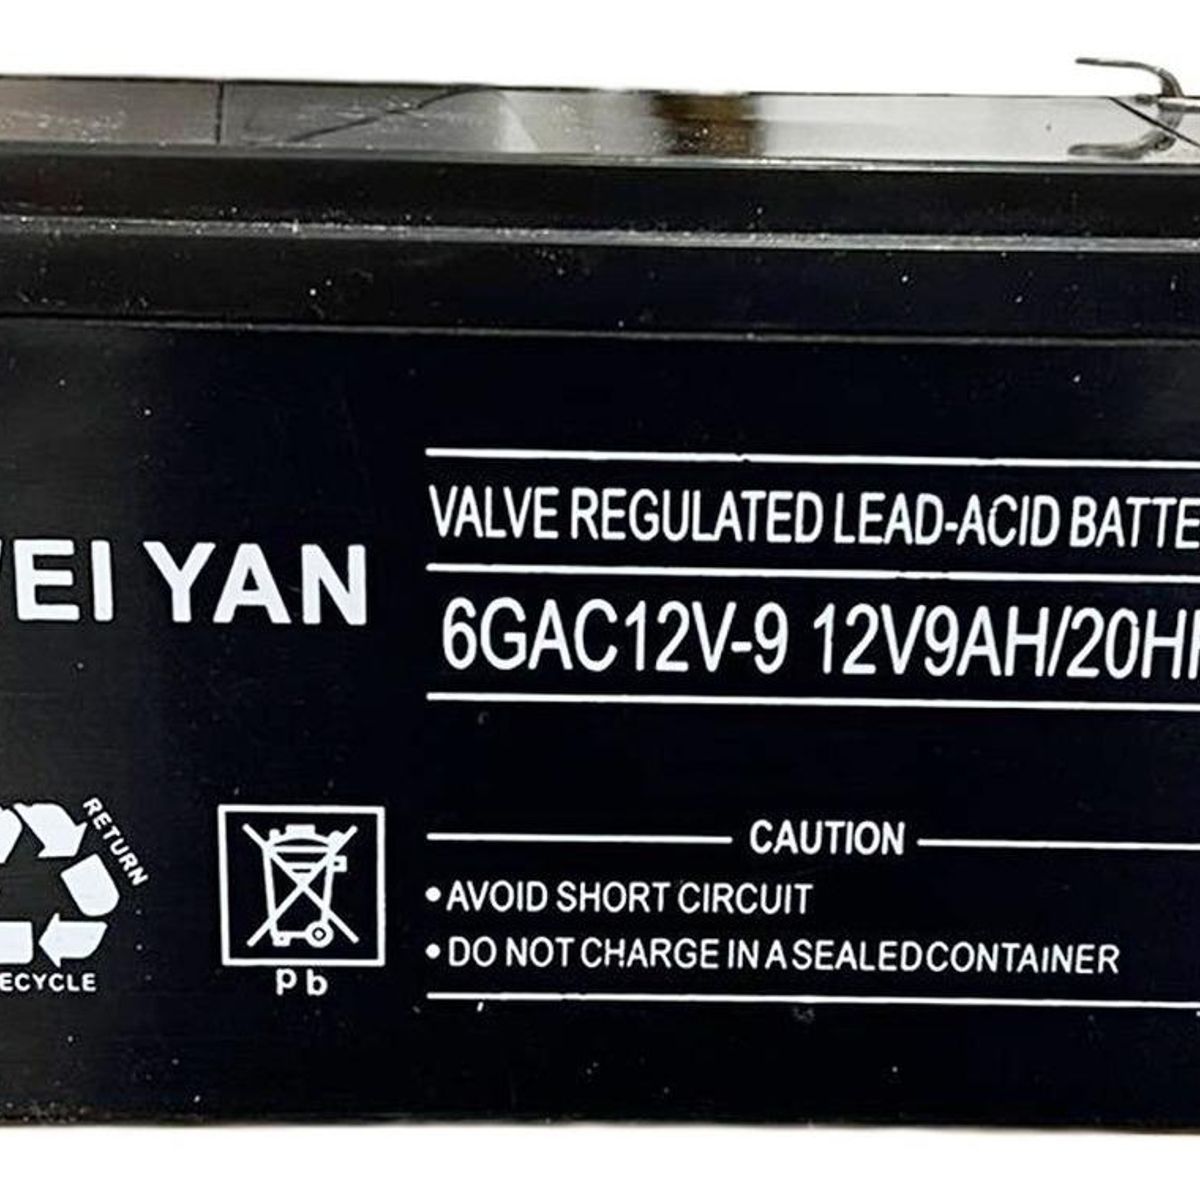 EI YAN
VALVE REGULATED LEAD-ACID BATTE
6GAC12V-9 12V9AH/20H
CAUTION
•AVOID SHORT CIRCUIT
•DO NOT CHARGE IN A SEALED CONTAINER
RETURN
ECYCLE
Pb